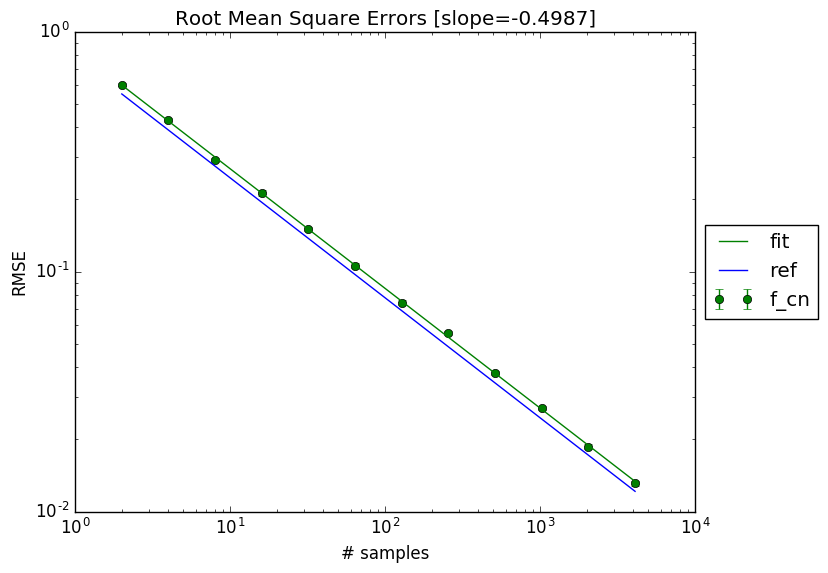 Root Mean Square Errors [slope=-0.4987]
10^0
10^-1
10^-2
RMSE
10^0 10^1 10^2 10^3 10^4
# samples
fit
ref
f_cn